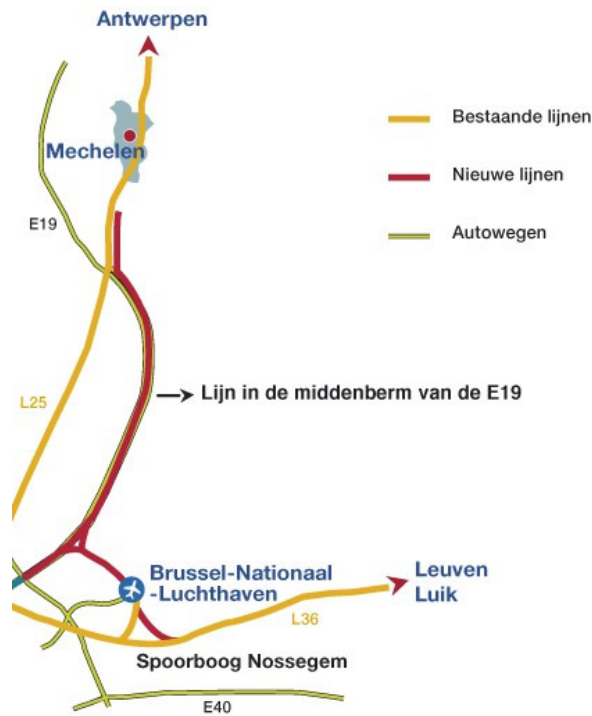 Antwerpen
Bestaande lijnen
Mechelen
Nieuwe lijnen
E19
Autowegen
Lijn in de middenberm van de E19
L25
Brussel-Nationaal
-Luchthaven
Leuven
Luik
L36
Spoorboog Nossegem
E40